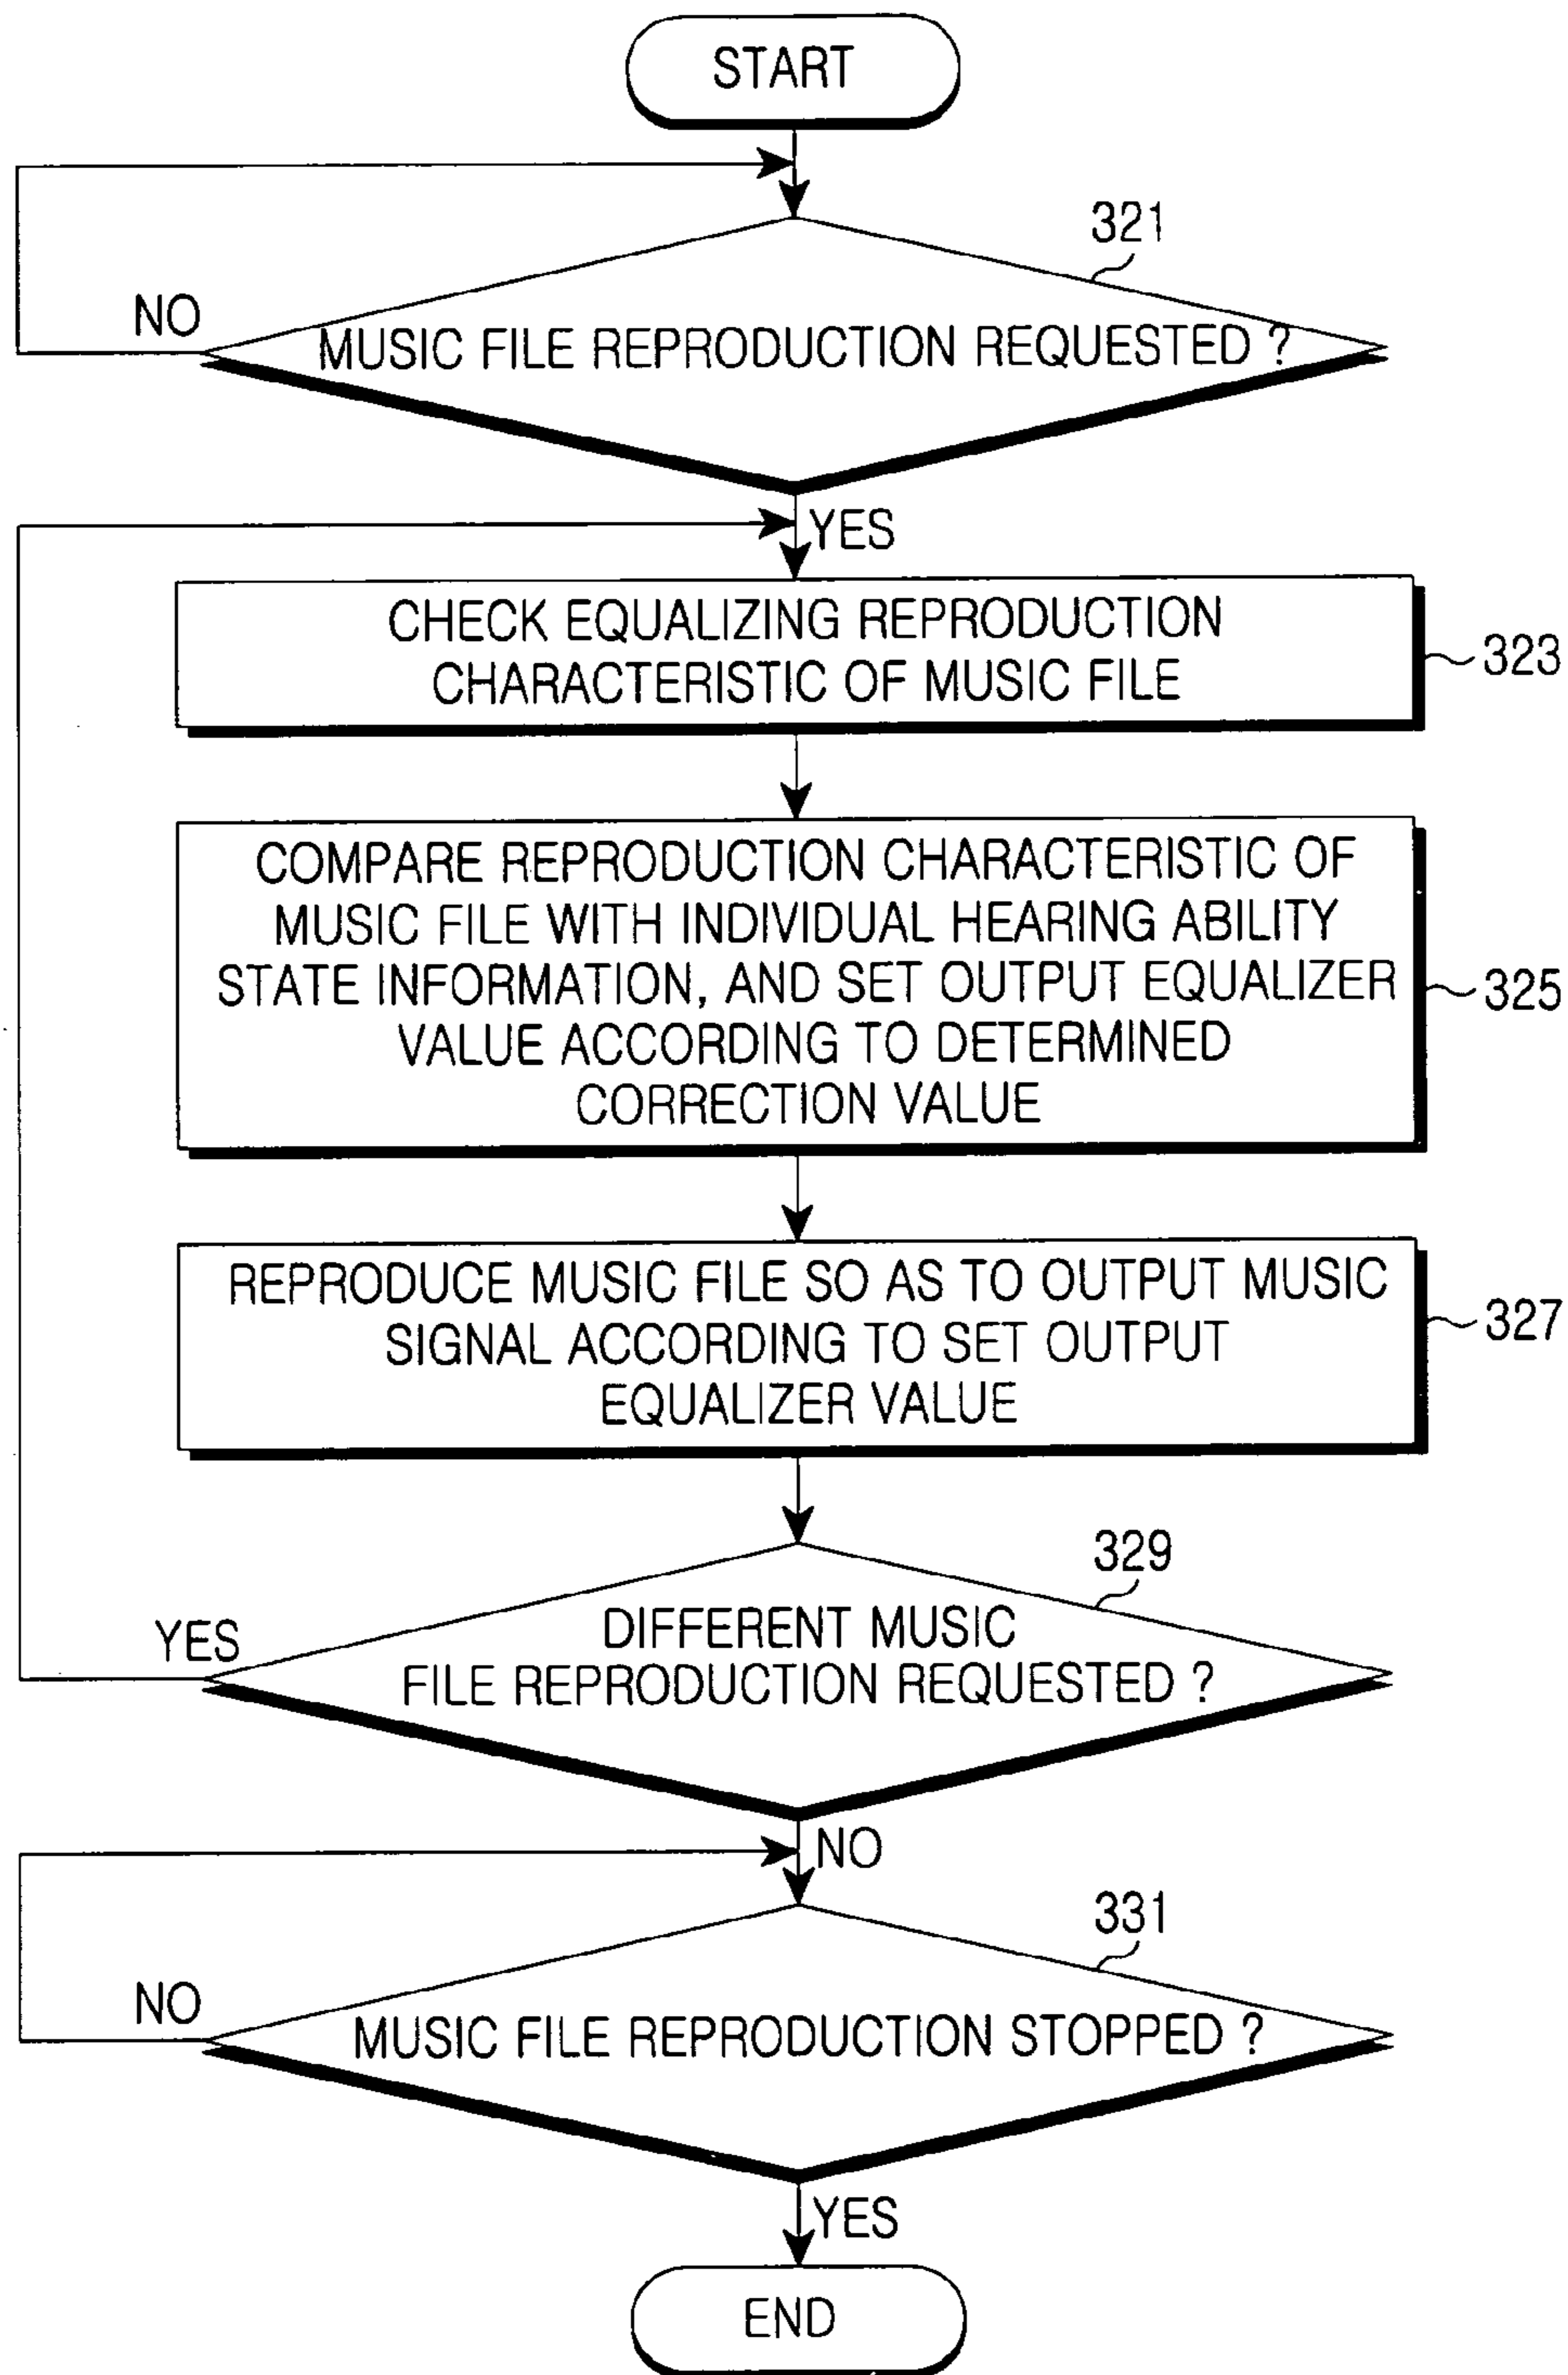 START
321
NO
MUSIC FILE REPRODUCTION REQUESTED ?
YES
CHECK EQUALIZING REPRODUCTION
CHARACTERISTIC OF MUSIC FILE
323
COMPARE REPRODUCTION CHARACTERISTIC OF
MUSIC FILE WITH INDIVIDUAL HEARING ABILITY
STATE INFORMATION, AND SET OUTPUT EQUALIZER
VALUE ACCORDING TO DETERMINED
CORRECTION VALUE
325
REPRODUCE MUSIC FILE SO AS TO OUTPUT MUSIC
SIGNAL ACCORDING TO SET OUTPUT
EQUALIZER VALUE
327
329
YES
DIFFERENT MUSIC
FILE REPRODUCTION REQUESTED ?
NO
331
NO
MUSIC FILE REPRODUCTION STOPPED ?
YES
END